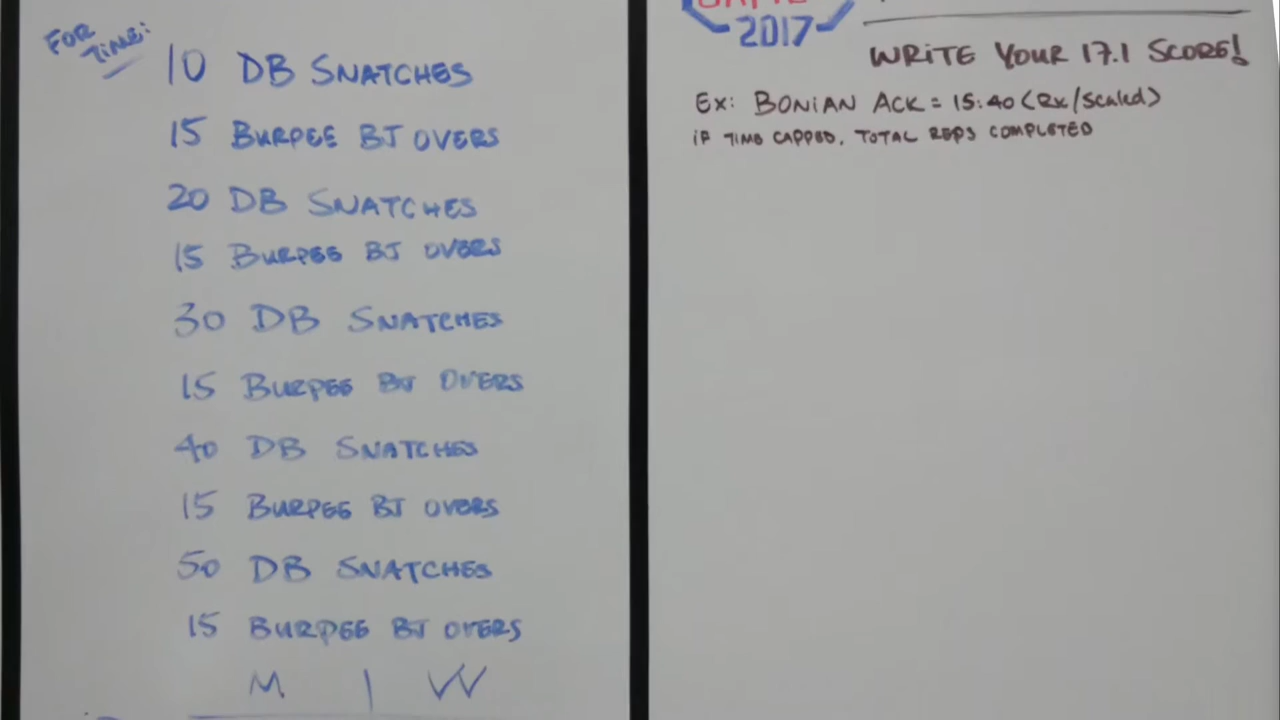 FOR
TIME:
10 DB SNATCHES
15 BURPEE BJ OVERS
20 DB SNATCHES
15 BURPEE BJ OVERS
30 DB SNATCHES
15 BURPEE BJ OVERS
40 DB SNATCHES
15 BURPEE BJ OVERS
50 DB SNATCHES
15 BURPEE BJ OVERS
M | W
2017
WRITE YOUR 17.1 SCORE!
EX: BONIAN ACK = 15:40 (Rx/Scaled)
IF TIME CAPPED, TOTAL REPS COMPLETED